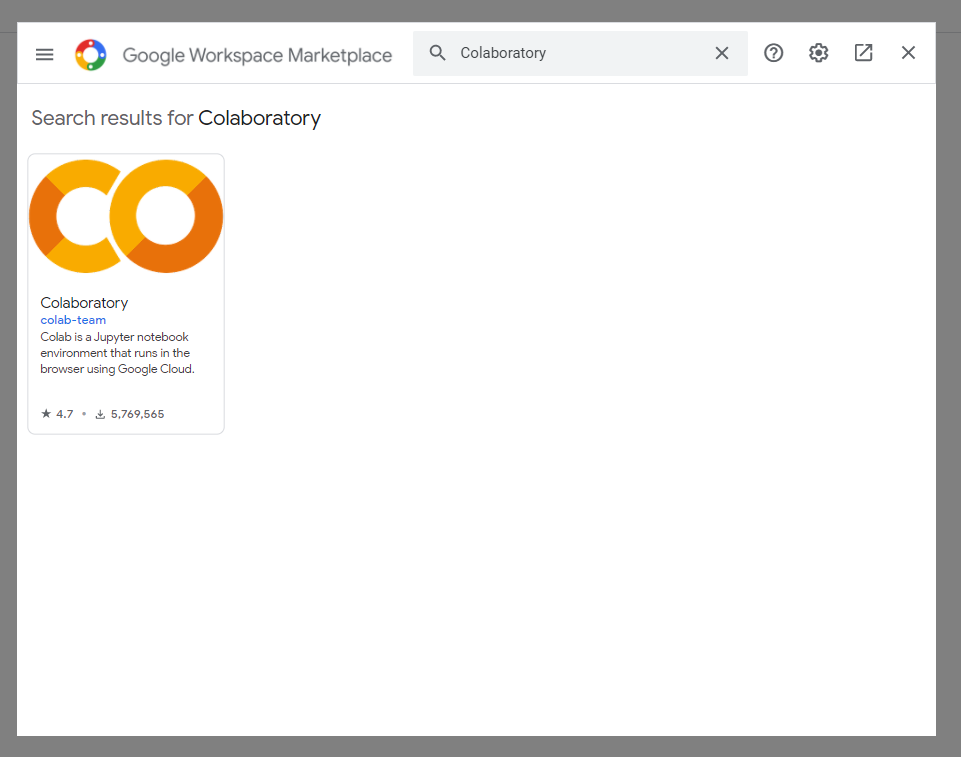 Google Workspace Marketplace
Colaboratory
Search results for Colaboratory
Colaboratory
colab-team
Colab is a Jupyter notebook
environment that runs in the
browser using Google Cloud.
★ 4.7 • 5,769,565